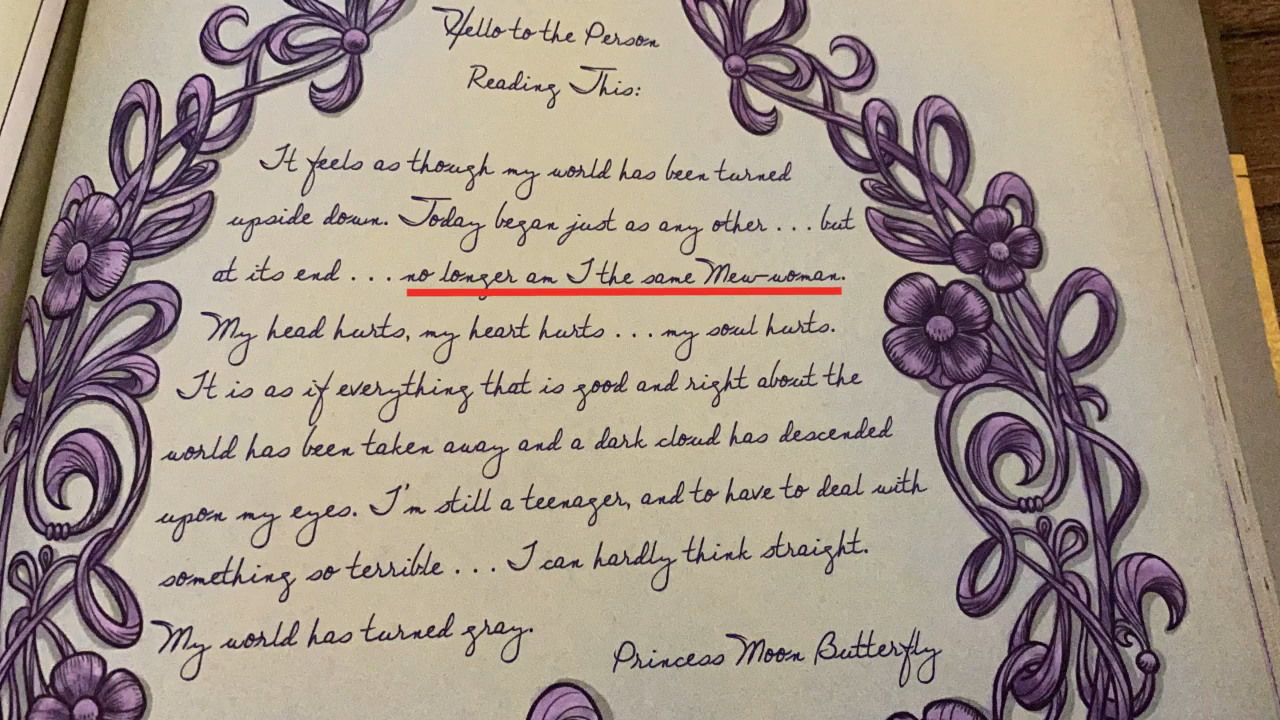 Hello to the Person
Reading This:
It feels as though my world has been turned
upside down. Today began just as any other . . . but
at its end . . . no longer am I the same Mew-woman.
My head hurts, my heart hurts . . . my soul hurts.
It is as if everything that is good and right about the
world has been taken away and a dark cloud has descended
upon my eyes. I'm still a teenager, and to have to deal with
something so terrible . . . I can hardly think straight.
My world has turned gray.
Princess Moon Butterfly